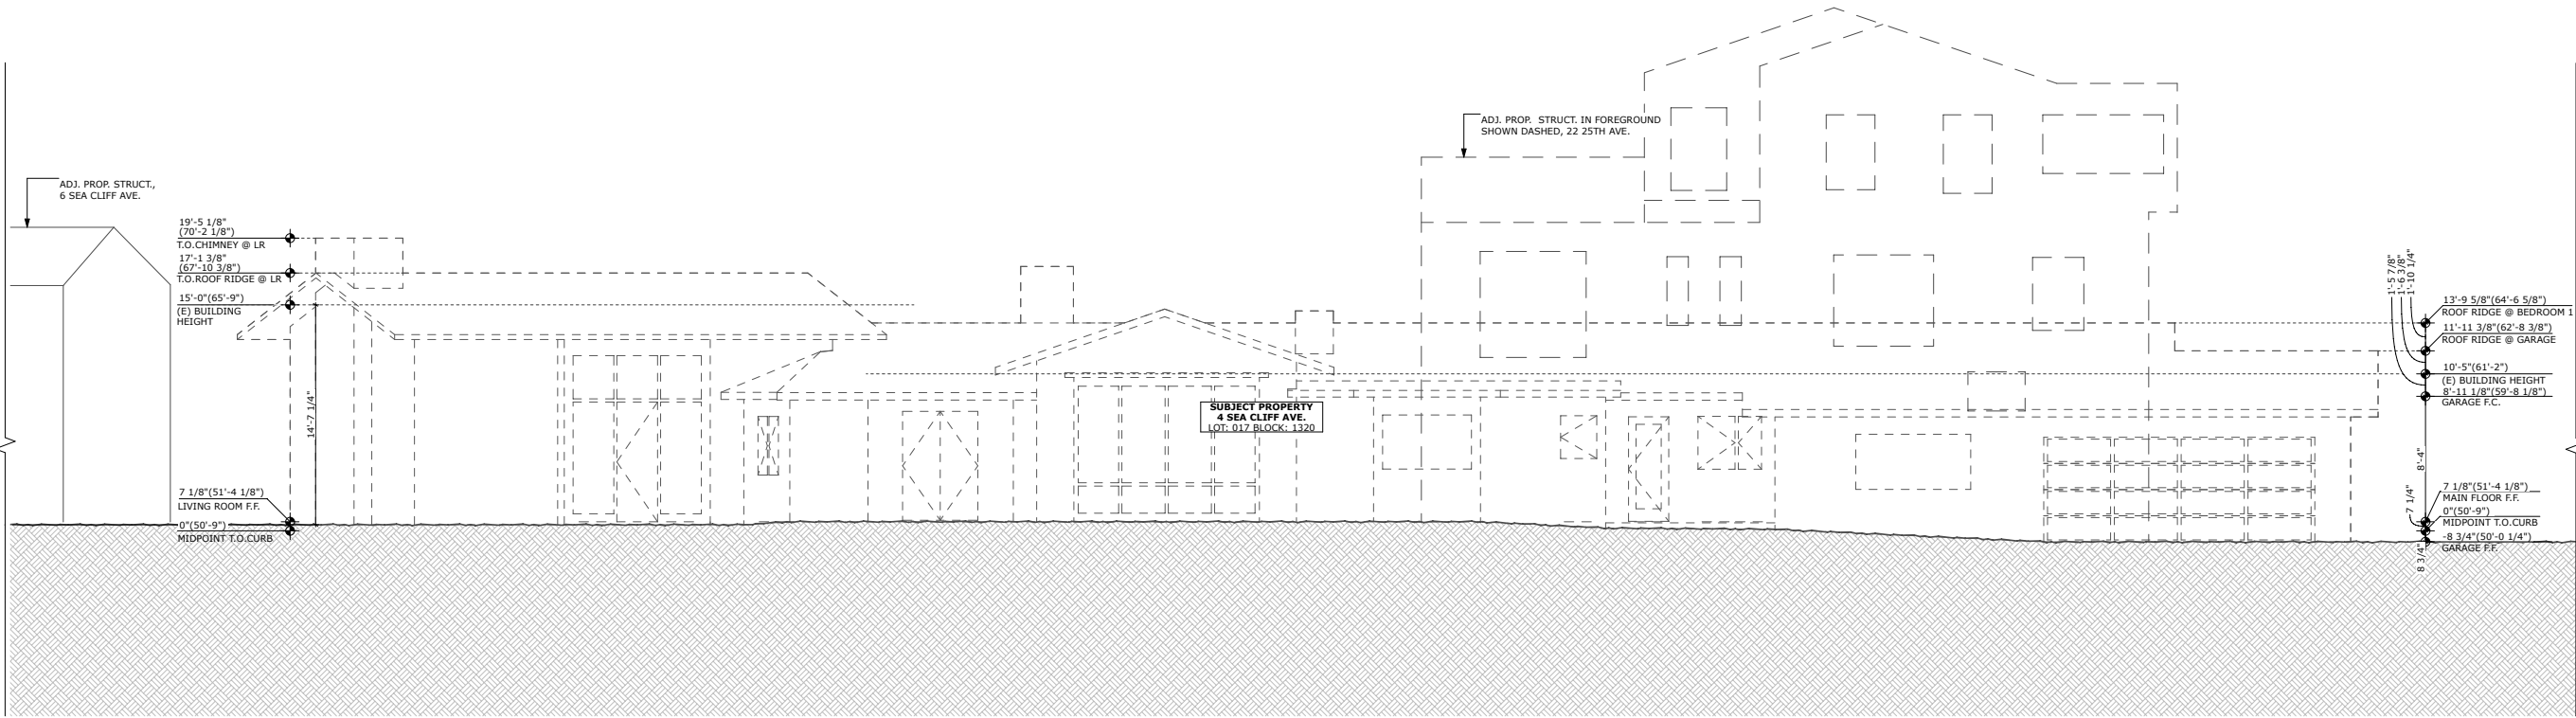 ADJ. PROP. STRUCT.,
6 SEA CLIFF AVE.
19'-5 1/8"
(70'-2 1/8")
T.O.CHIMNEY @ LR
17'-1 3/8"
(67'-10 3/8")
T.O.ROOF RIDGE @ LR
15'-0"(65'-9")
(E) BUILDING
HEIGHT
14'-7 1/4"
7 1/8"(51'-4 1/8")
LIVING ROOM F.F.
0"(50'-9")
MIDPOINT T.O.CURB
ADJ. PROP. STRUCT. IN FOREGROUND
SHOWN DASHED, 22 25TH AVE.
SUBJECT PROPERTY
4 SEA CLIFF AVE.
LOT: 017 BLOCK: 1320
1'-5 7/8"
1'-6 3/8"
1'-10 1/4"
13'-9 5/8"(64'-6 5/8")
ROOF RIDGE @ BEDROOM 1
11'-11 3/8"(62'-8 3/8")
ROOF RIDGE @ GARAGE
10'-5"(61'-2")
(E) BUILDING HEIGHT
8'-11 1/8"(59'-8 1/8")
GARAGE F.C.
8'-4"
7 1/4"
7 1/8"(51'-4 1/8")
MAIN FLOOR F.F.
0"(50'-9")
MIDPOINT T.O.CURB
-8 3/4"(50'-0 1/4")
GARAGE F.F.
8 3/4"